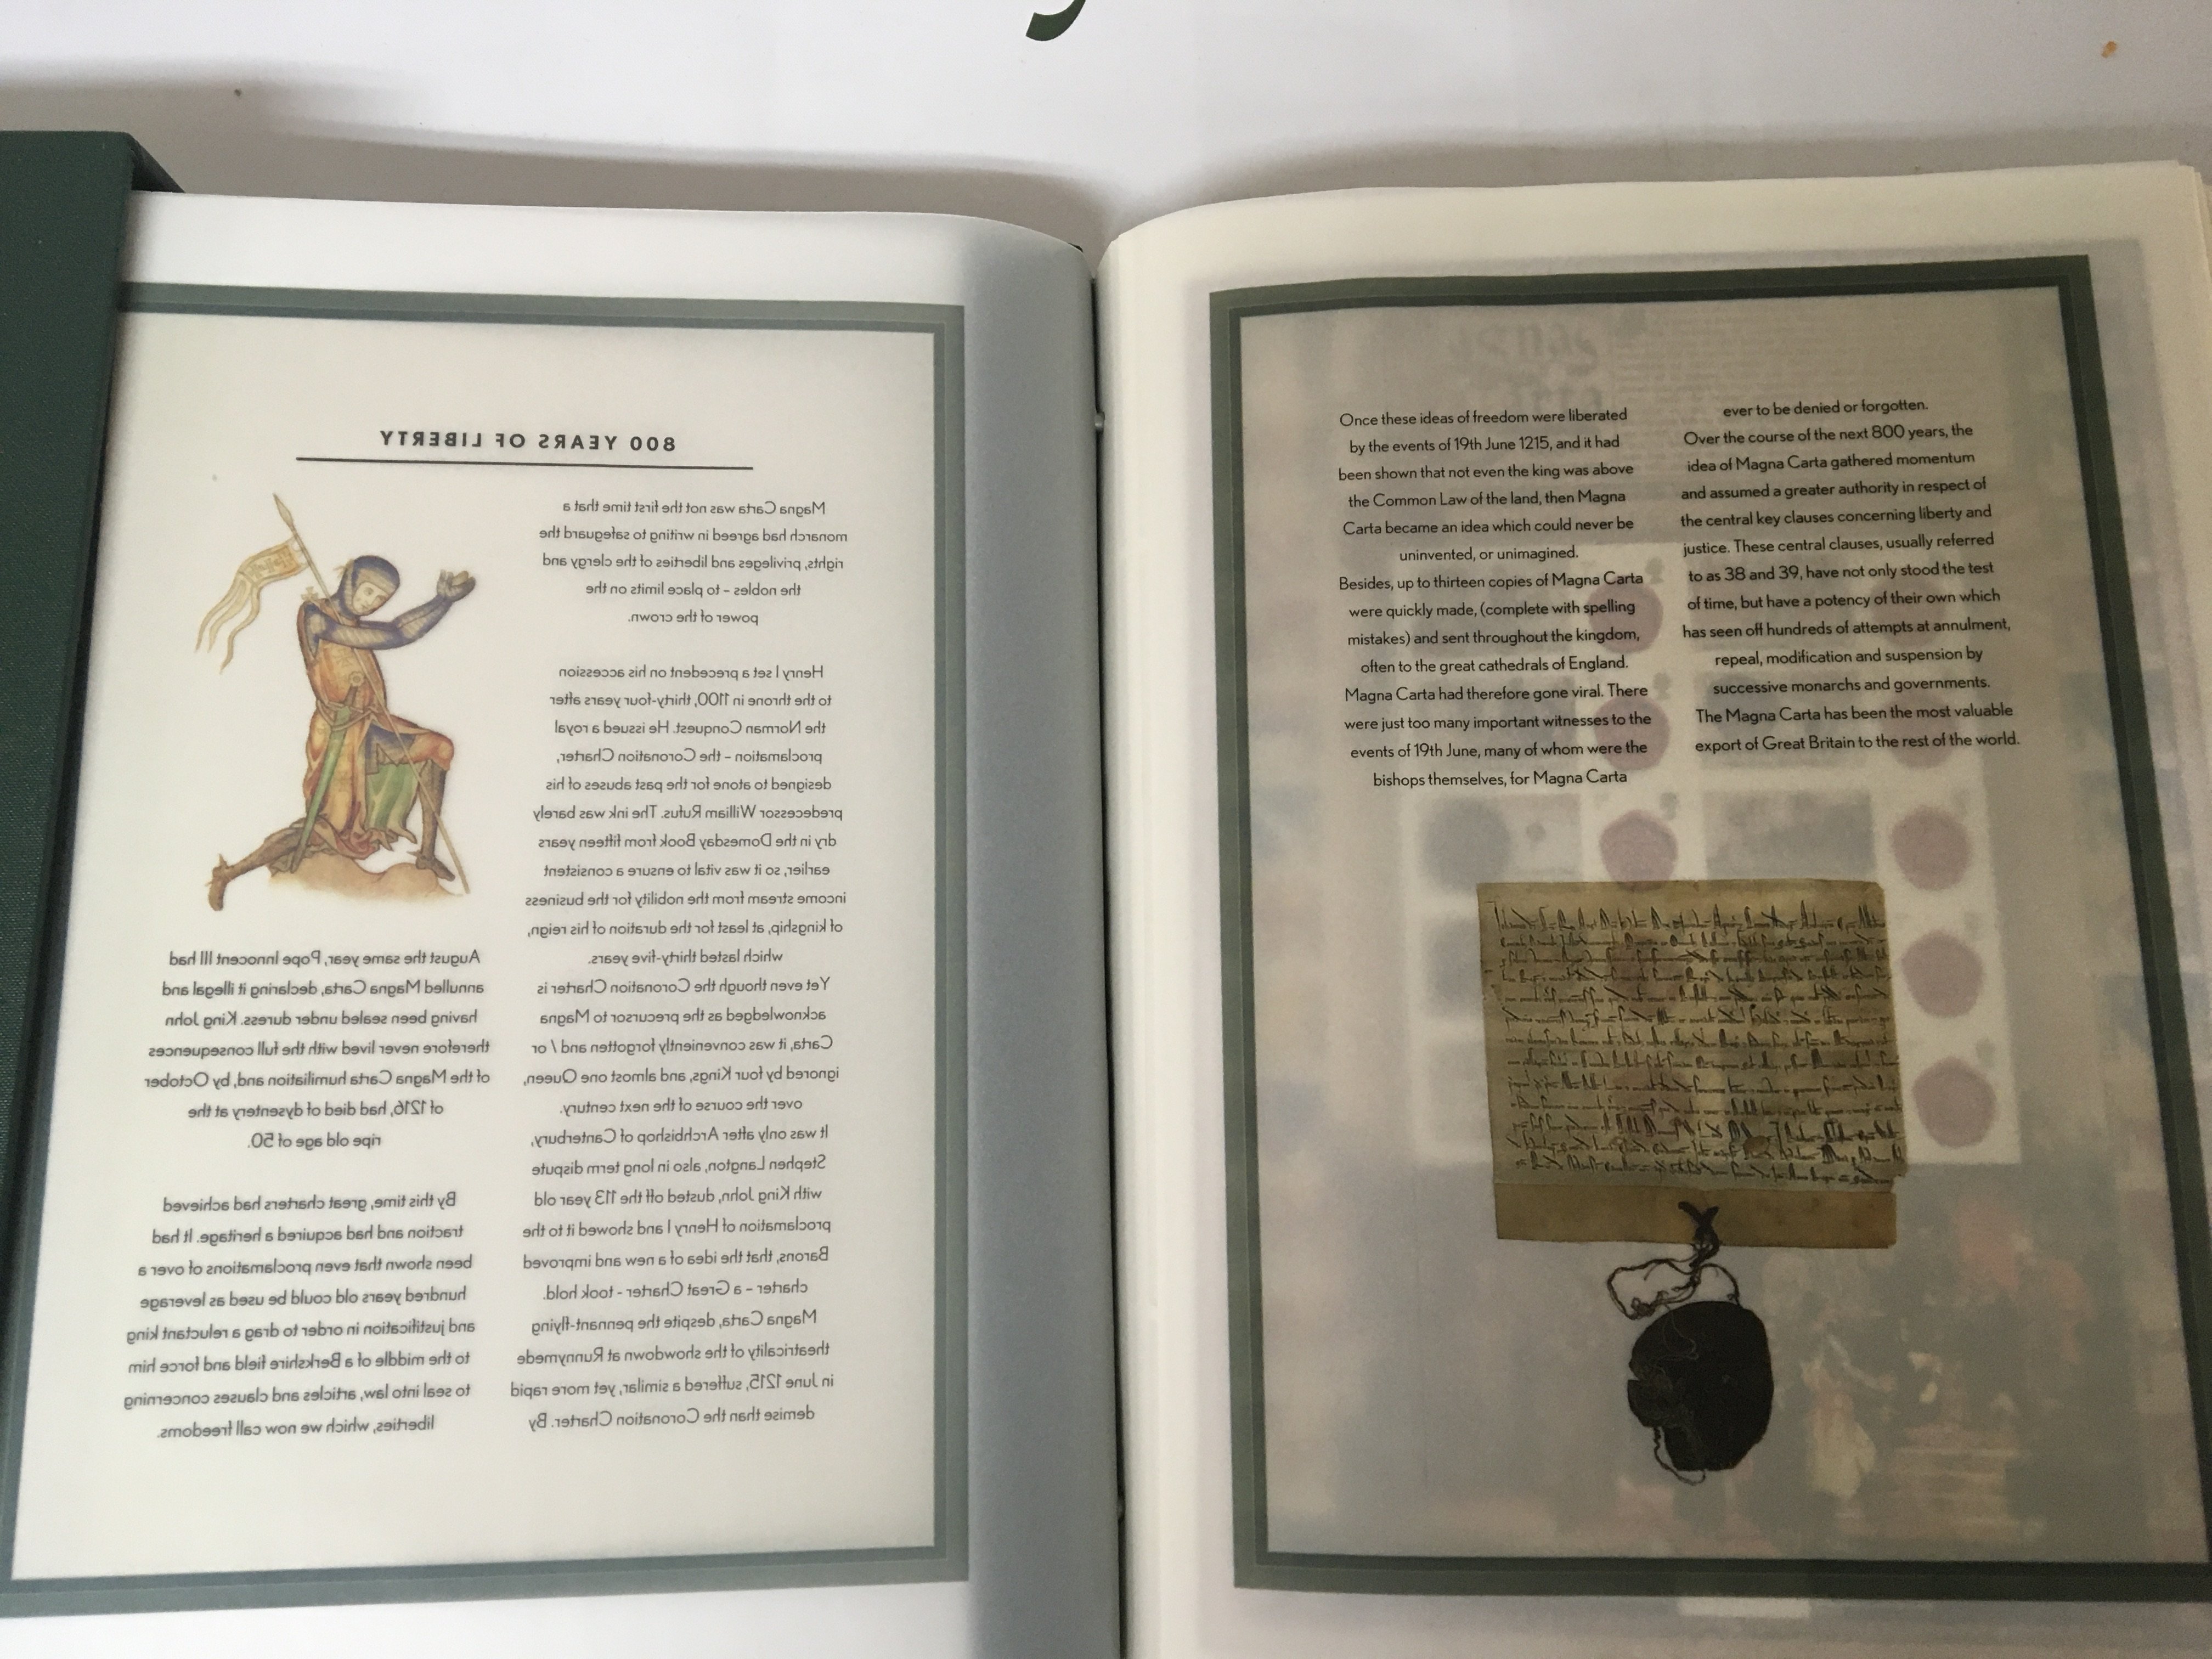 800 YEARS OF LIBERTY
Magna Carta was not the first time that a
monarch had agreed in writing to safeguard the
rights, privileges and liberties of the clergy and
the nobles – to place limits on the
power of the crown.
Henry I set a precedent on his accession
to the throne in 1100, thirty-four years after
the Norman Conquest. He issued a royal
proclamation – the Coronation Charter,
designed to atone for the past abuses of his
predecessor William Rufus. The ink was barely
dry in the Domesday Book from fifteen years
earlier, so it was vital to ensure a consistent
income stream from the nobility for the business
of kingship, at least for the duration of his reign,
which lasted thirty-five years.
Yet even though the Coronation Charter is
acknowledged as the precursor to Magna
Carta, it was conveniently forgotten and / or
ignored by four Kings, and almost one Queen,
over the course of the next century.
It was only after Archbishop of Canterbury,
Stephen Langton, also in long term dispute
with King John, dusted off the 113 year old
proclamation of Henry I and showed it to the
Barons, that the idea of a new and improved
charter – a Great Charter - took hold.
Magna Carta, despite the pennant-flying
theatricality of the showdown at Runnymede
in June 1215, suffered a similar, yet more rapid
demise than the Coronation Charter. By
August the same year, Pope Innocent III had
annulled Magna Carta, declaring it illegal and
having been sealed under duress. King John
therefore never lived with the full consequences
of the Magna Carta humiliation and, by October
of 1216, had died of dysentery at the
ripe old age of 50.
By this time, great charters had achieved
traction and had acquired a heritage. It had
been shown that even proclamations of over a
hundred years old could be used as leverage
and justification in order to drag a reluctant king
to the middle of a Berkshire field and force him
to seal into law, articles and clauses concerning
liberties, which we now call freedoms.
Once these ideas of freedom were liberated
by the events of 19th June 1215, and it had
been shown that not even the king was above
the Common Law of the land, then Magna
Carta became an idea which could never be
uninvented, or unimagined.
Besides, up to thirteen copies of Magna Carta
were quickly made, (complete with spelling
mistakes) and sent throughout the kingdom,
often to the great cathedrals of England.
Magna Carta had therefore gone viral. There
were just too many important witnesses to the
events of 19th June, many of whom were the
bishops themselves, for Magna Carta
ever to be denied or forgotten.
Over the course of the next 800 years, the
idea of Magna Carta gathered momentum
and assumed a greater authority in respect of
the central key clauses concerning liberty and
justice. These central clauses, usually referred
to as 38 and 39, have not only stood the test
of time, but have a potency of their own which
has seen off hundreds of attempts at annulment,
repeal, modification and suspension by
successive monarchs and governments.
The Magna Carta has been the most valuable
export of Great Britain to the rest of the world.